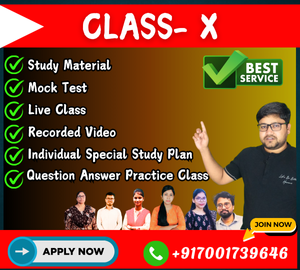 CLASS- X
Study Material
BEST
SERVICE
Mock Test
Live Class
Recorded Video
Individual Special Study Plan
Question Answer Practice Class
JOIN NOW
APPLY NOW
+917001739646